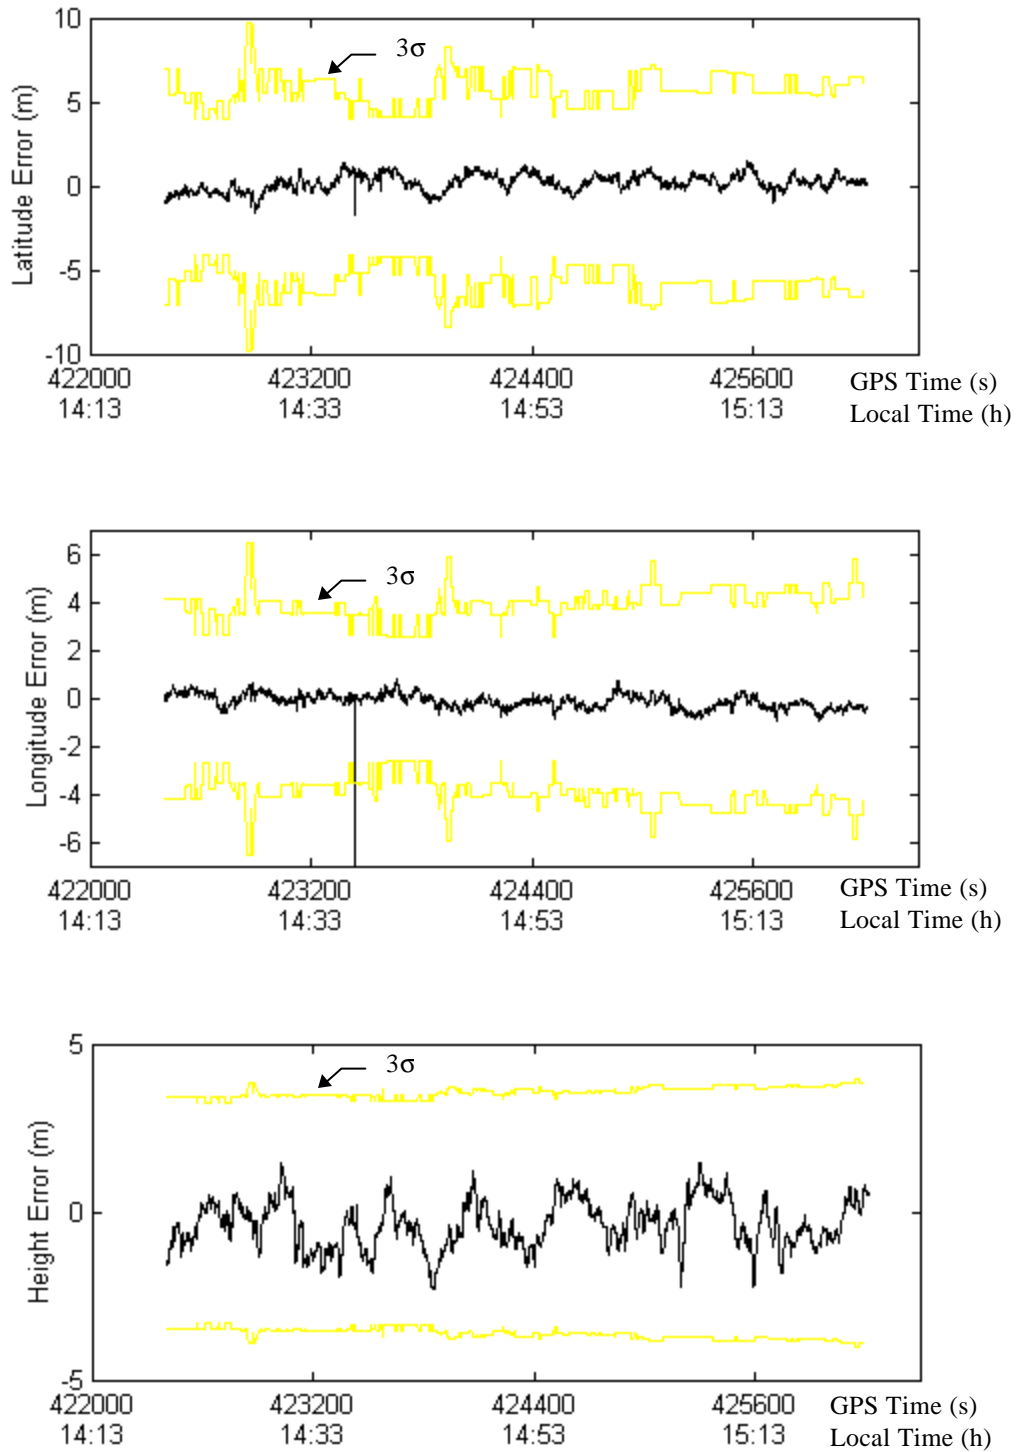 10
3σ
5
Latitude Error (m)
0
-5
-10
422000 423200 424400 425600 GPS Time (s)
14:13 14:33 14:53 15:13 Local Time (h)
6
3σ
4
2
Longitude Error (m)
0
-2
-4
-6
422000 423200 424400 425600 GPS Time (s)
14:13 14:33 14:53 15:13 Local Time (h)
5
3σ
Height Error (m)
0
-5
422000 423200 424400 425600 GPS Time (s)
14:13 14:33 14:53 15:13 Local Time (h)